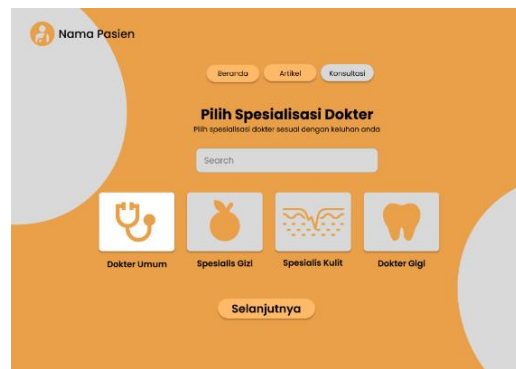 Nama Pasien
Beranda Artikel Konsultasi
Pilih Spesialisasi Dokter
Pilih spesialisasi dokter sesuai dengan keluhan anda
Search
Dokter Umum Spesialis Gizi Spesialis Kulit Dokter Gigi
Selanjutnya